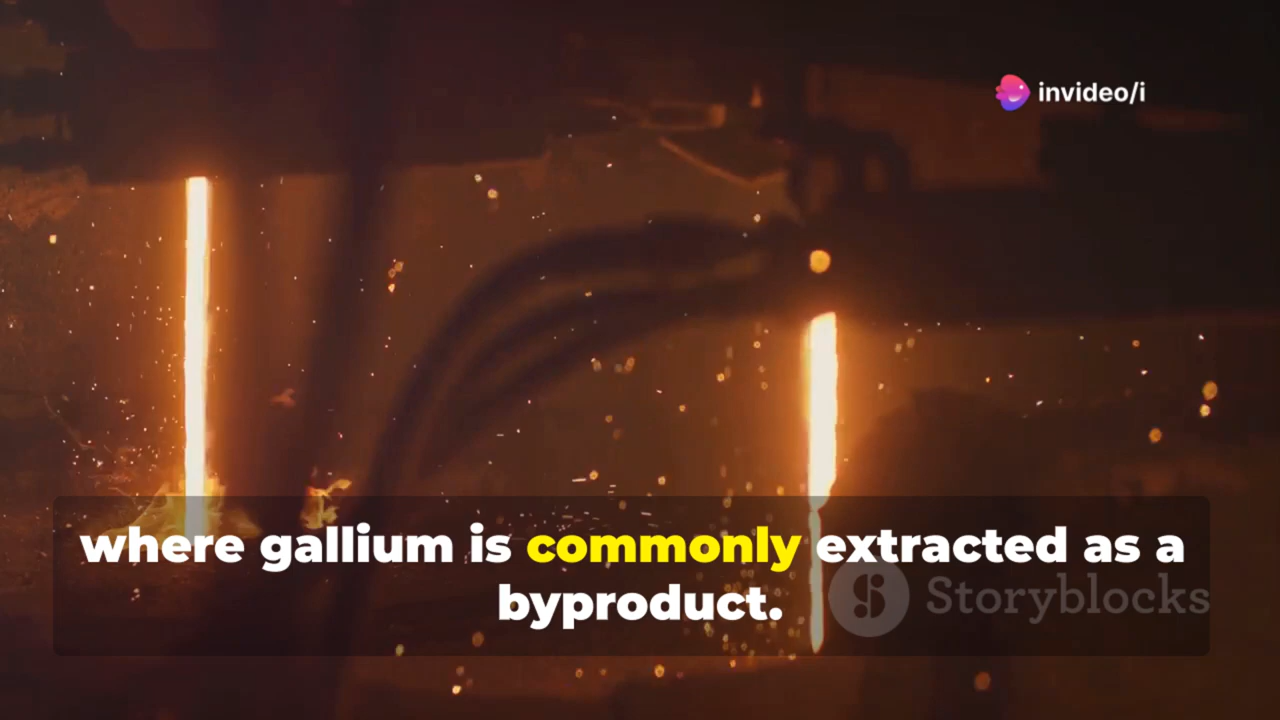 invideo/i
where gallium is commonly extracted as a
byproduct.
Storyblocks